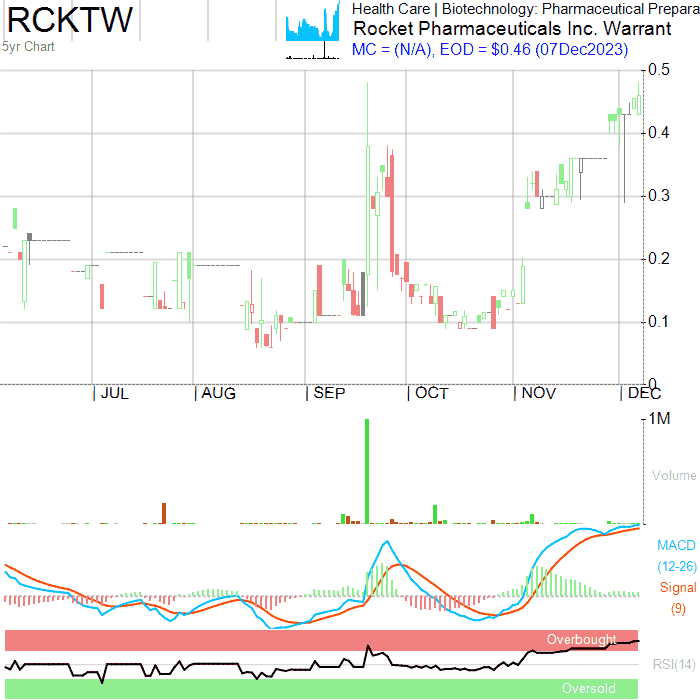 RCKTW
5yr Chart
Health Care | Biotechnology: Pharmaceutical Prepara
Rocket Pharmaceuticals Inc. Warrant
MC = (N/A), EOD = $0.46 (07Dec2023)
0.5
0.4
0.3
0.2
0.1
0
JUL AUG SEP OCT NOV DEC
1M
Volume
MACD
(12-26)
Signal
(9)
Overbought
RSI(14)
Oversold